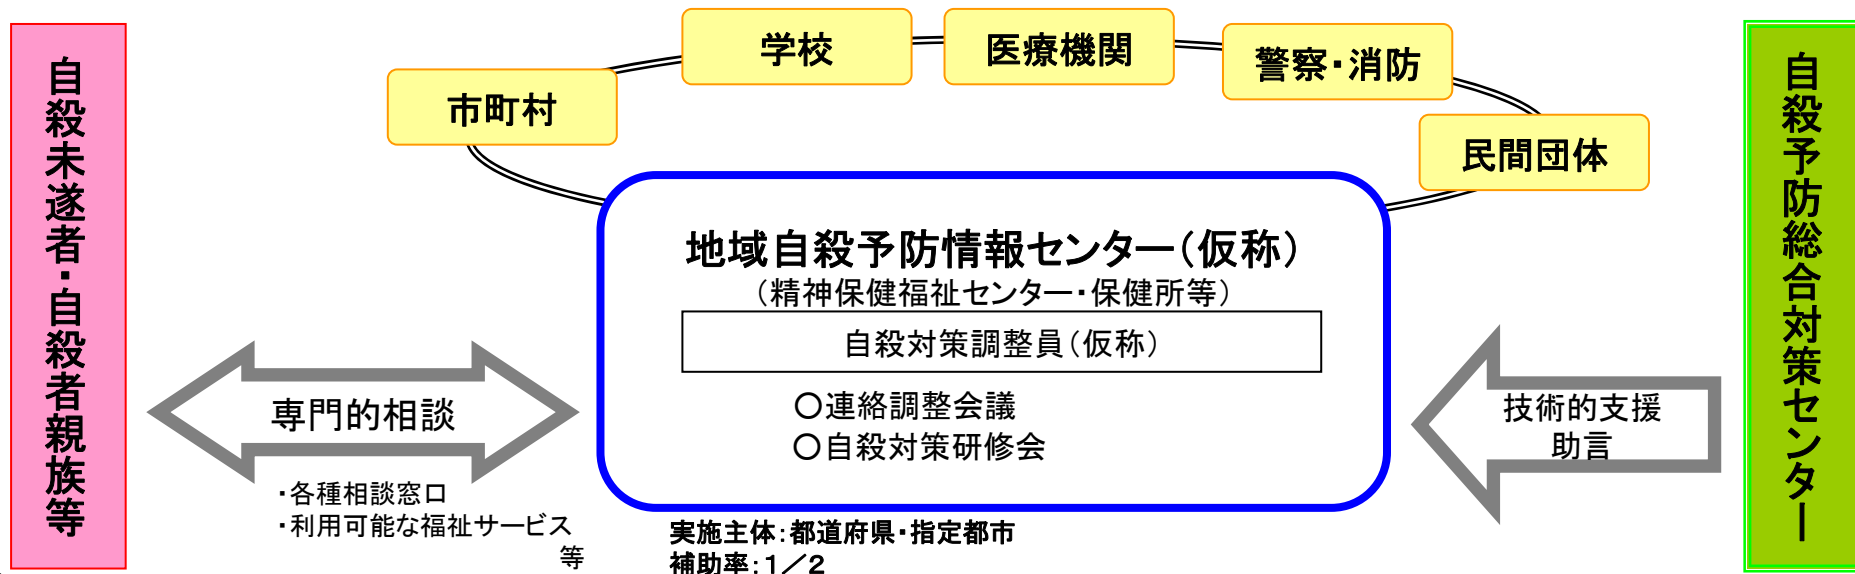 自殺未遂者・自殺者親族等
市町村
学校
医療機関
警察・消防
民間団体
地域自殺予防情報センター（仮称）
（精神保健福祉センター・保健所等）
自殺対策調整員（仮称）
〇連絡調整会議
〇自殺対策研修会
専門的相談
・各種相談窓口
・利用可能な福祉サービス
等
実施主体：都道府県・指定都市
補助率：１／２
技術的支援
助言
自殺予防総合対策センター